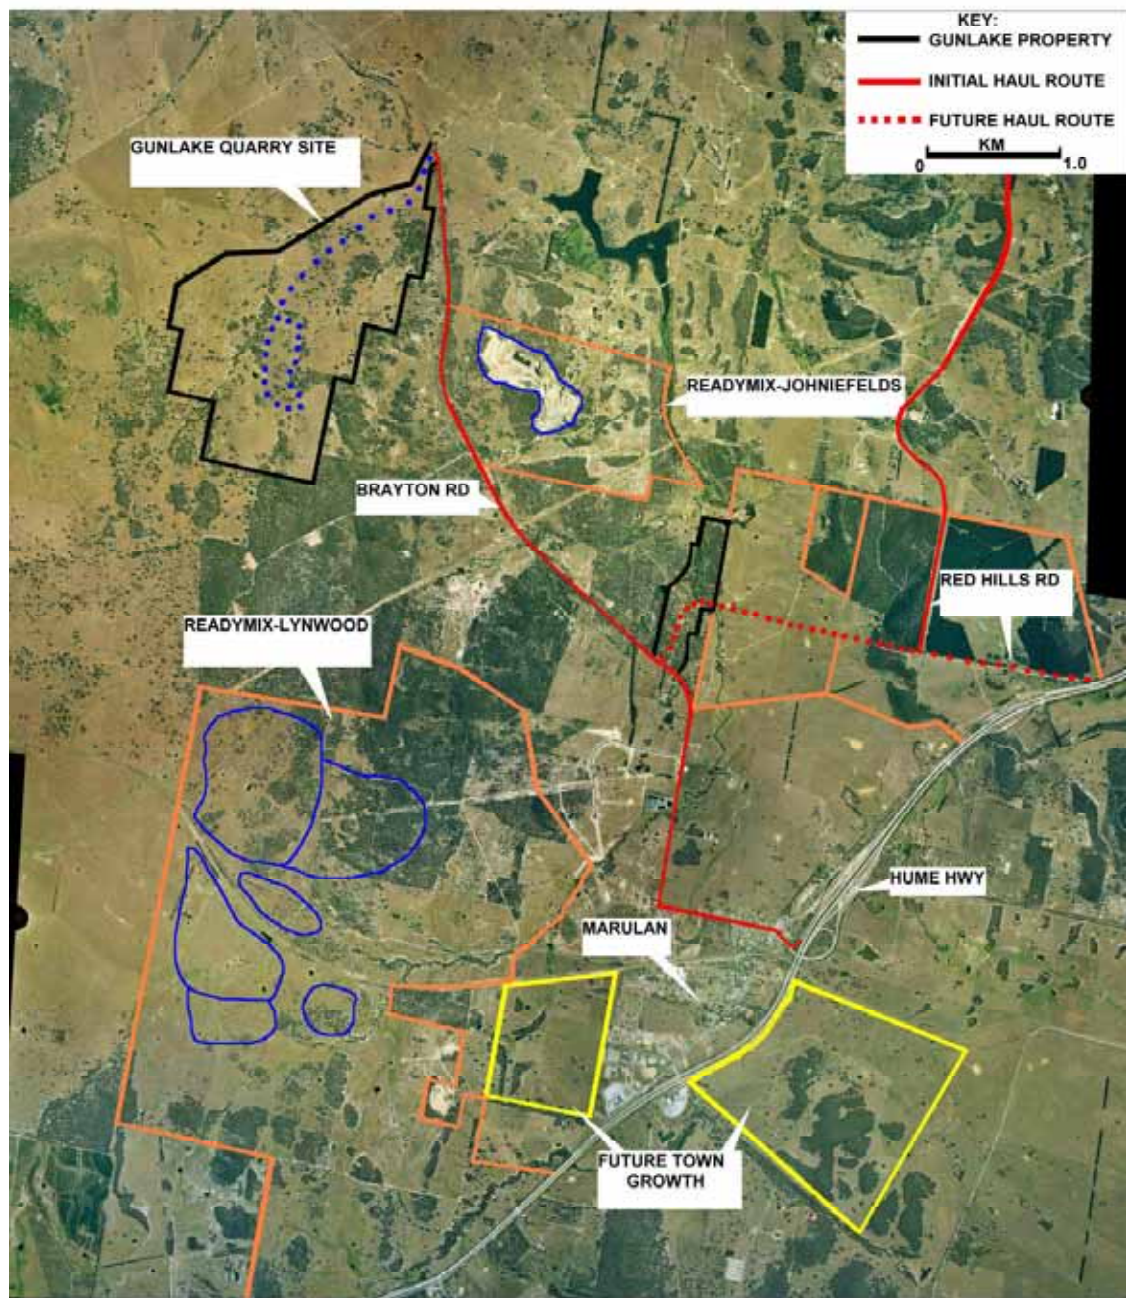 KEY:
GUNLAKE PROPERTY
INITIAL HAUL ROUTE
FUTURE HAUL ROUTE
KM
0 1.0
GUNLAKE QUARRY SITE
READYMIX-JOHNIEFELDS
BRAYTON RD
RED HILLS RD
READYMIX-LYNWOOD
HUME HWY
MARULAN
FUTURE TOWN
GROWTH